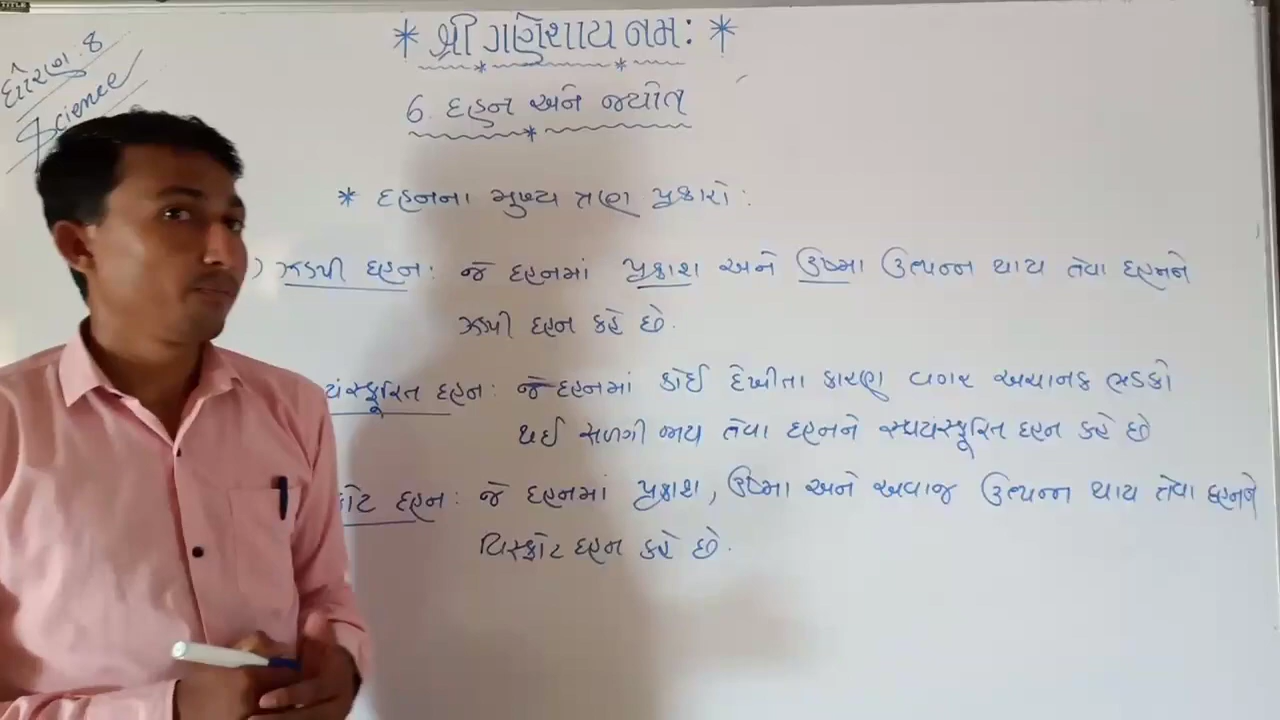 TITLE
ધોરણ. 8
Science
* શ્રી ગણેશાય નમઃ *
6. દહન અને જ્યોત
* દહનના મુખ્ય ત્રણ પ્રકારો :
) ઝડપી દહન : જે દહનમાં પ્રકાશ અને ઉષ્મા ઉત્પન્ન થાય તેવા દહનને
ઝડપી દહન કહે છે.
યંસ્ફૂરિત દહન : જે દહનમાં કોઈ દેખીતા કારણ વગર અચાનક ભડકો
થઈ સળગી જાય તેવા દહનને સ્વયંસ્ફૂરિત દહન કહે છે
ફોટ દહન : જે દહનમાં પ્રકાશ, ઉષ્મા અને અવાજ ઉત્પન્ન થાય તેવા દહનને
વિસ્ફોટ દહન કહે છે.